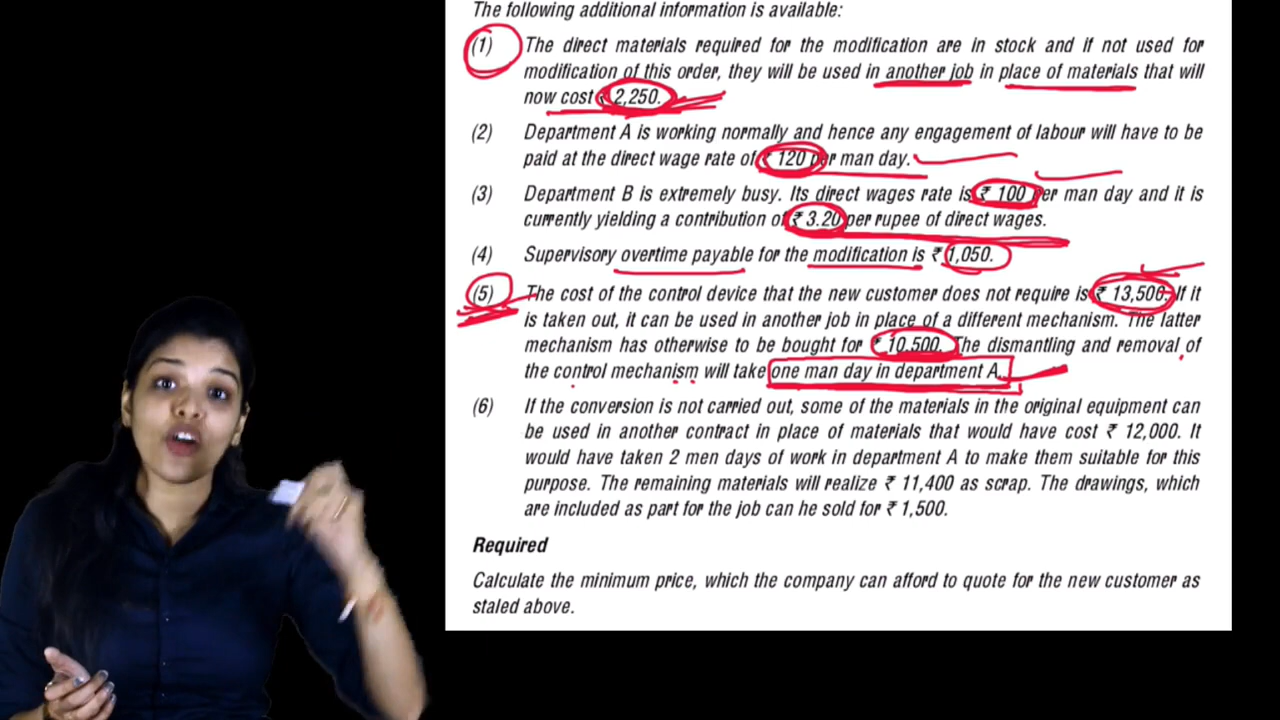 The following additional information is available:
(1) The direct materials required for the modification are in stock and if not used for
modification of this order, they will be used in another job in place of materials that will
now cost ₹ 2,250.
(2) Department A is working normally and hence any engagement of labour will have to be
paid at the direct wage rate of ₹ 120 per man day.
(3) Department B is extremely busy. Its direct wages rate is ₹ 100 per man day and it is
currently yielding a contribution of ₹ 3.20 per rupee of direct wages.
(4) Supervisory overtime payable for the modification is ₹ 1,050.
(5) The cost of the control device that the new customer does not require is ₹ 13,500. If it
is taken out, it can be used in another job in place of a different mechanism. The latter
mechanism has otherwise to be bought for ₹ 10,500. The dismantling and removal of
the control mechanism will take one man day in department A.
(6) If the conversion is not carried out, some of the materials in the original equipment can
be used in another contract in place of materials that would have cost ₹ 12,000. It
would have taken 2 men days of work in department A to make them suitable for this
purpose. The remaining materials will realize ₹ 11,400 as scrap. The drawings, which
are included as part for the job can he sold for ₹ 1,500.
Required
Calculate the minimum price, which the company can afford to quote for the new customer as
staled above.